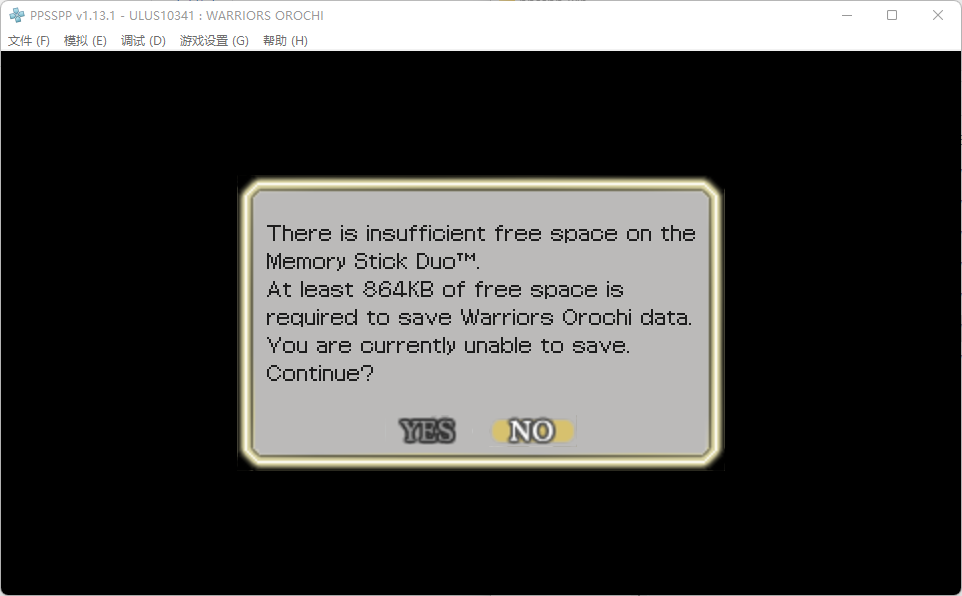 PPSSPP v1.13.1 - ULUS10341 : WARRIORS OROCHI
文件 (F) 模拟 (E) 调试 (D) 游戏设置 (G) 帮助 (H)
There is insufficient free space on the
Memory Stick Duo™.
At least 864KB of free space is
required to save Warriors Orochi data.
You are currently unable to save.
Continue?
YES NO